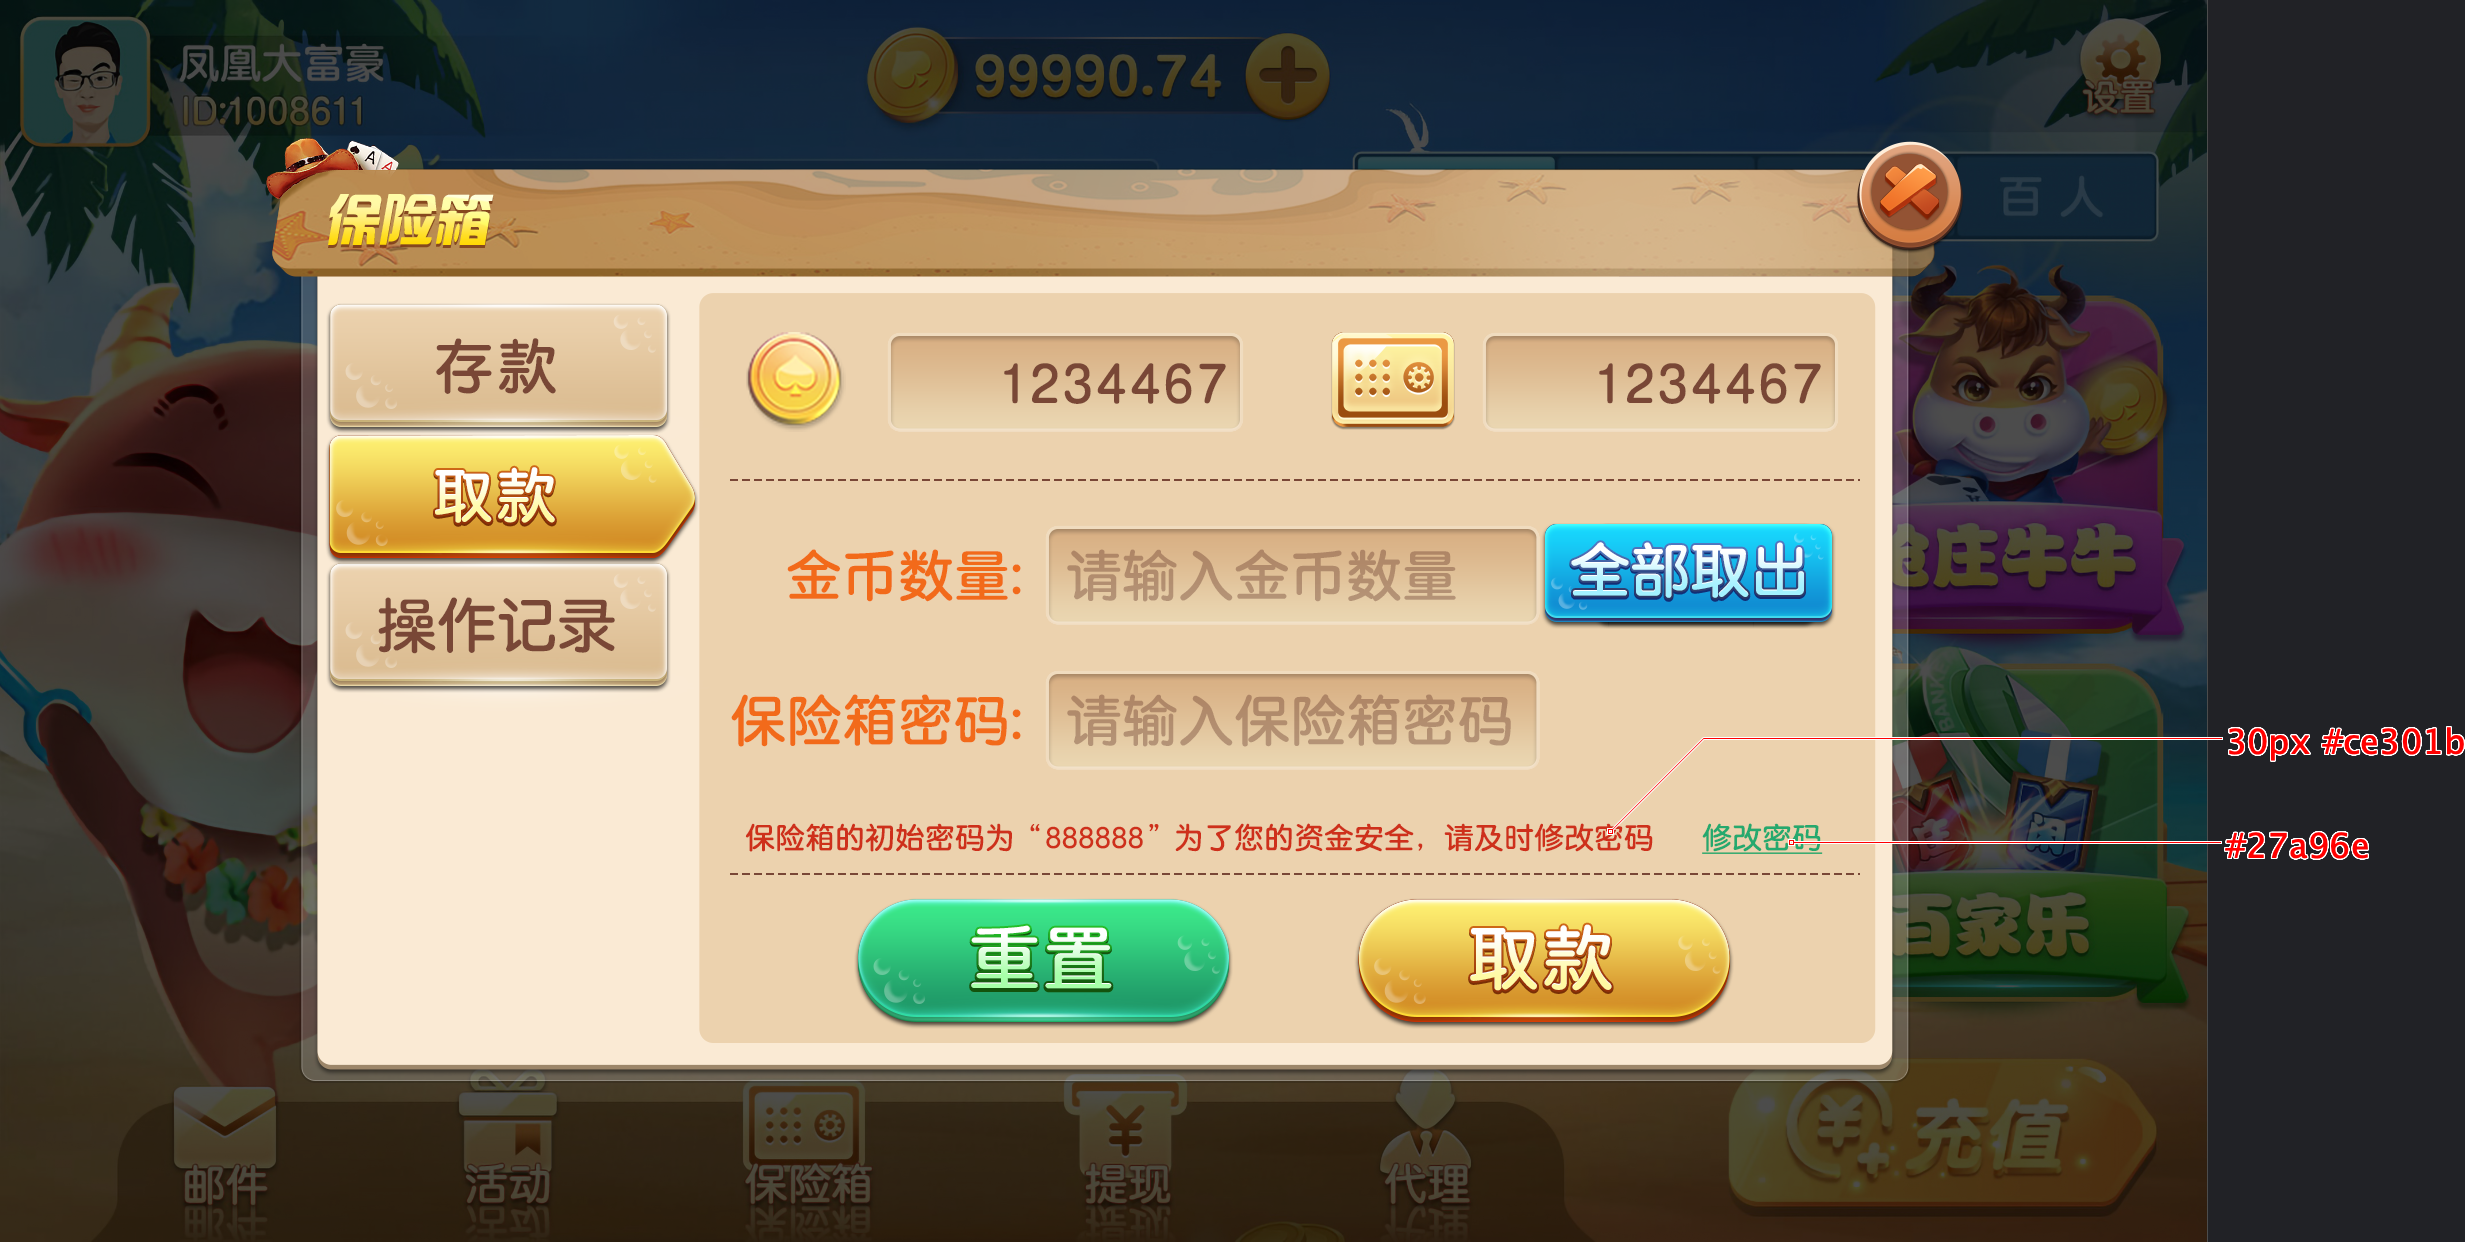 凤凰大富豪
ID:1008611
99990.74
设置
百人
保险箱
存款
取款
操作记录
1234467
1234467
金币数量:
请输入金币数量
全部取出
保险箱密码:
请输入保险箱密码
保险箱的初始密码为“888888”为了您的资金安全，请及时修改密码
修改密码
重置
取款
抢庄牛牛
BANK
百家乐
30px #ce301b
#27a96e
邮件
活动
保险箱
提现
代理
充值